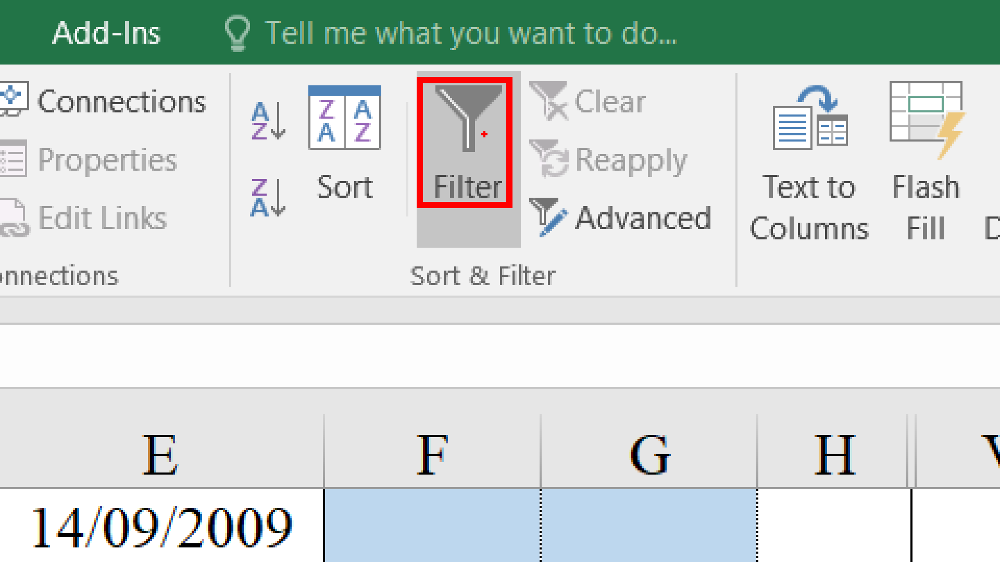 Add-Ins
Tell me what you want to do...
Connections
Properties
Edit Links
A
Z
Z
A
Z A
A Z
Sort
Filter
Clear
Reapply
Advanced
Text to
Columns
Flash
Fill
Sort & Filter
E F G H
14/09/2009